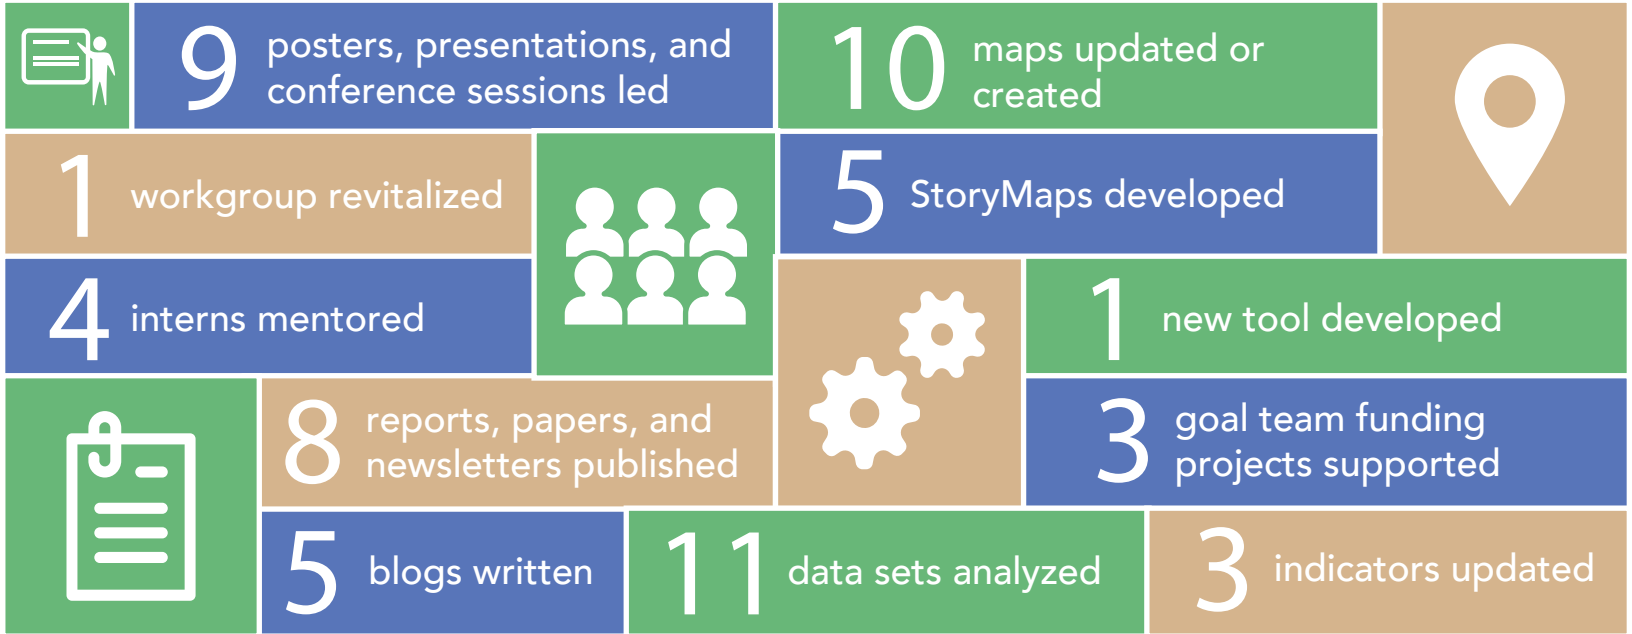 9 posters, presentations, and
conference sessions led
10 maps updated or
created
1 workgroup revitalized
5 StoryMaps developed
4 interns mentored
1 new tool developed
8 reports, papers, and
newsletters published
3 goal team funding
projects supported
5 blogs written
11 data sets analyzed
3 indicators updated